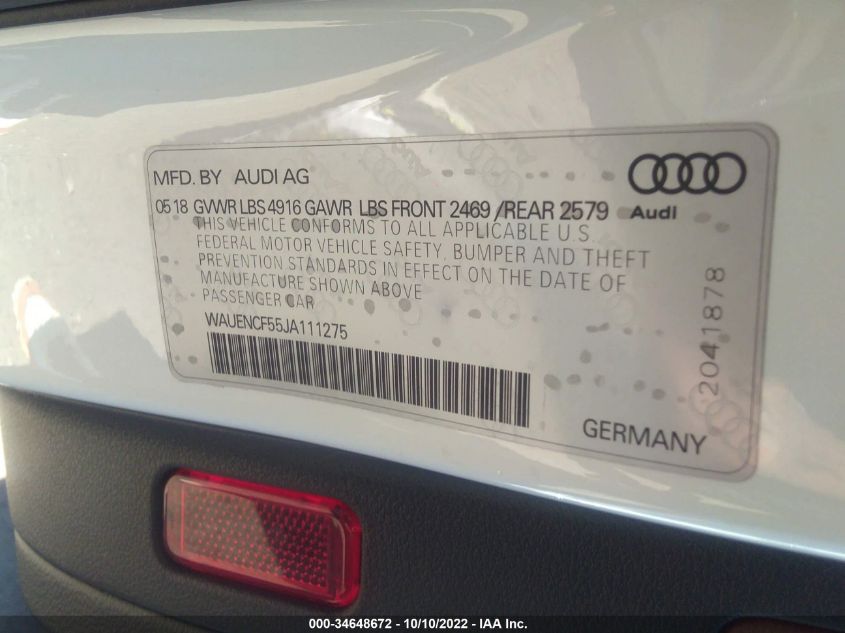 MFD. BY AUDI AG
05 18 GVWR LBS 4916 GAWR LBS FRONT 2469 /REAR 2579
Audi
THIS VEHICLE CONFORMS TO ALL APPLICABLE U.S.
FEDERAL MOTOR VEHICLE SAFETY, BUMPER AND THEFT
PREVENTION STANDARDS IN EFFECT ON THE DATE OF
MANUFACTURE SHOWN ABOVE
PASSENGER CAR
WAUENCF55JA111275
2041878
GERMANY
000-34648672 - 10/10/2022 - IAA Inc.